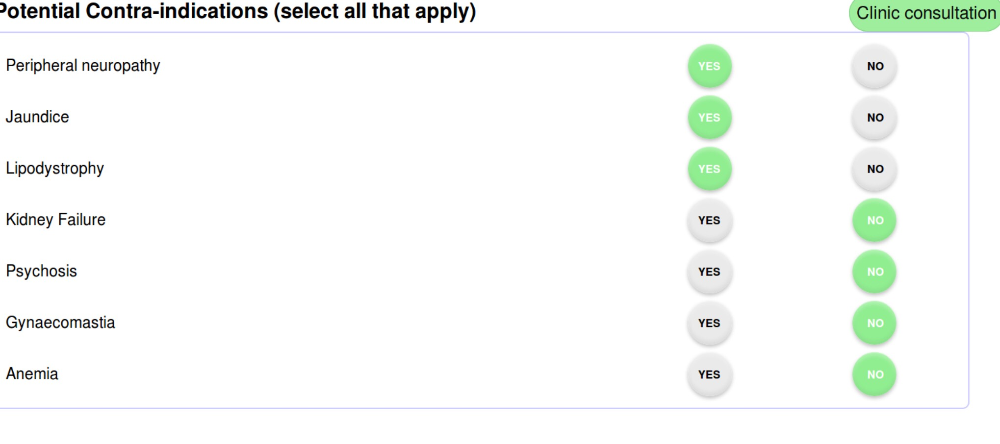 Potential Contra-indications (select all that apply)
Clinic consultation
Peripheral neuropathy YES NO
Jaundice YES NO
Lipodystrophy YES NO
Kidney Failure YES NO
Psychosis YES NO
Gynaecomastia YES NO
Anemia YES NO